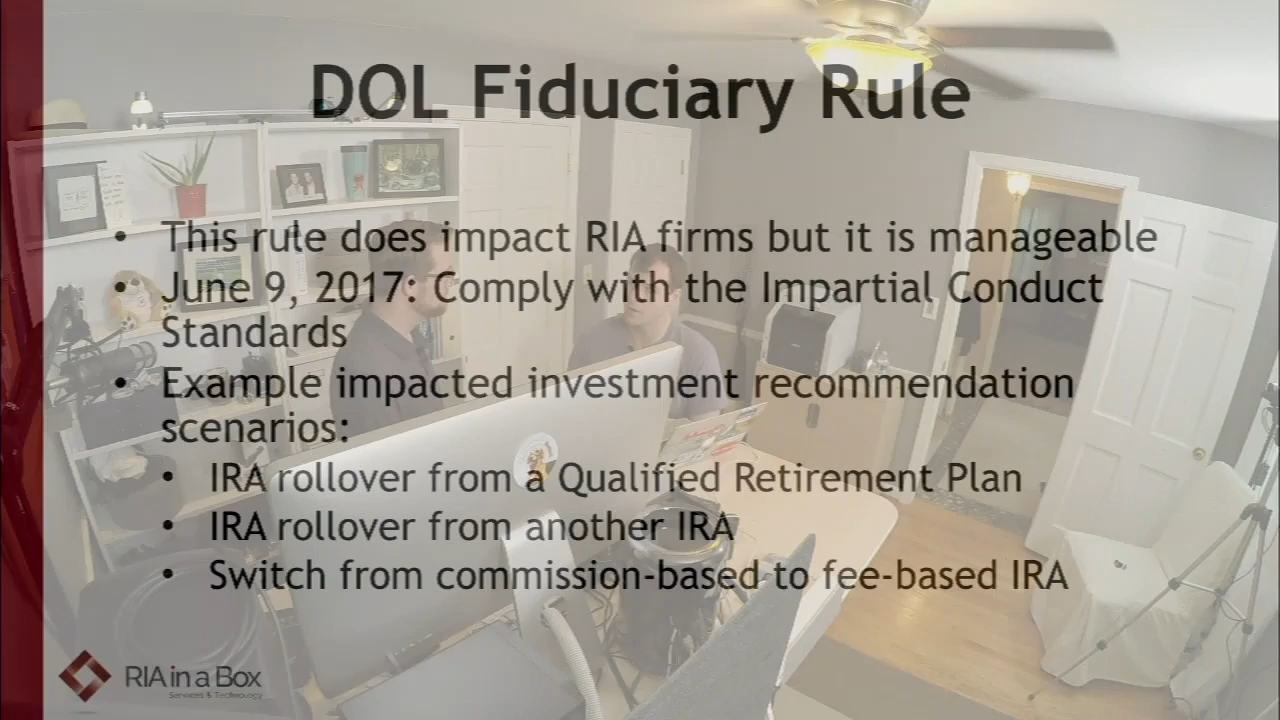 DOL Fiduciary Rule
• This rule does impact RIA firms but it is manageable
• June 9, 2017: Comply with the Impartial Conduct
Standards
• Example impacted investment recommendation
scenarios:
• IRA rollover from a Qualified Retirement Plan
• IRA rollover from another IRA
• Switch from commission-based to fee-based IRA
RIA in a Box
Services & Technology